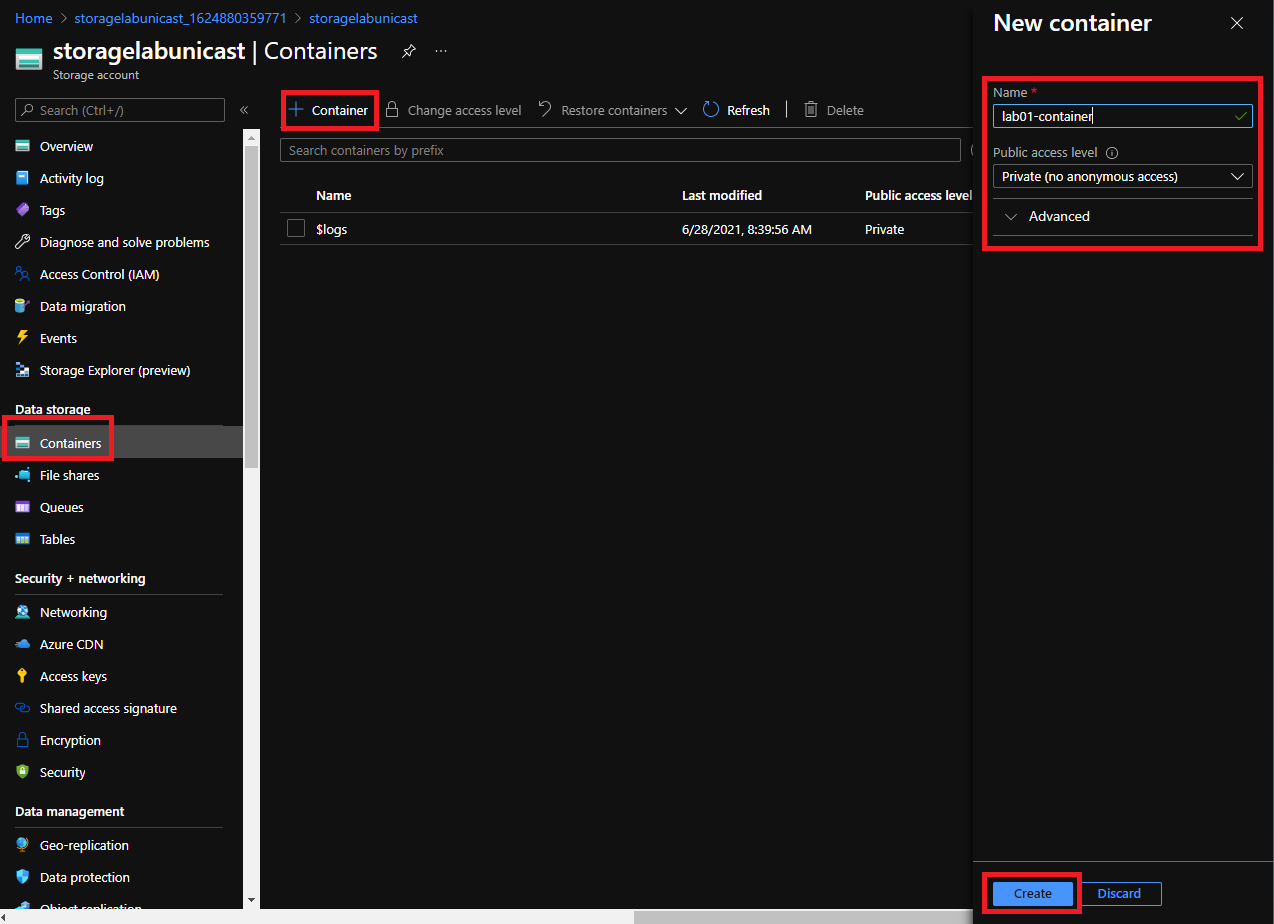 Home > storagelabunicast_1624880359771 > storagelabunicast
storagelabunicast | Containers
Storage account
Search (Ctrl+/)
Overview
Activity log
Tags
Diagnose and solve problems
Access Control (IAM)
Data migration
Events
Storage Explorer (preview)
Data storage
Containers
File shares
Queues
Tables
Security + networking
Networking
Azure CDN
Access keys
Shared access signature
Encryption
Security
Data management
Geo-replication
Data protection
Object replication
Container Change access level Restore containers Refresh | Delete
Search containers by prefix
Name Last modified Public access level
$logs 6/28/2021, 8:39:56 AM Private
New container
Name *
lab01-container
Public access level
Private (no anonymous access)
Advanced
Create Discard